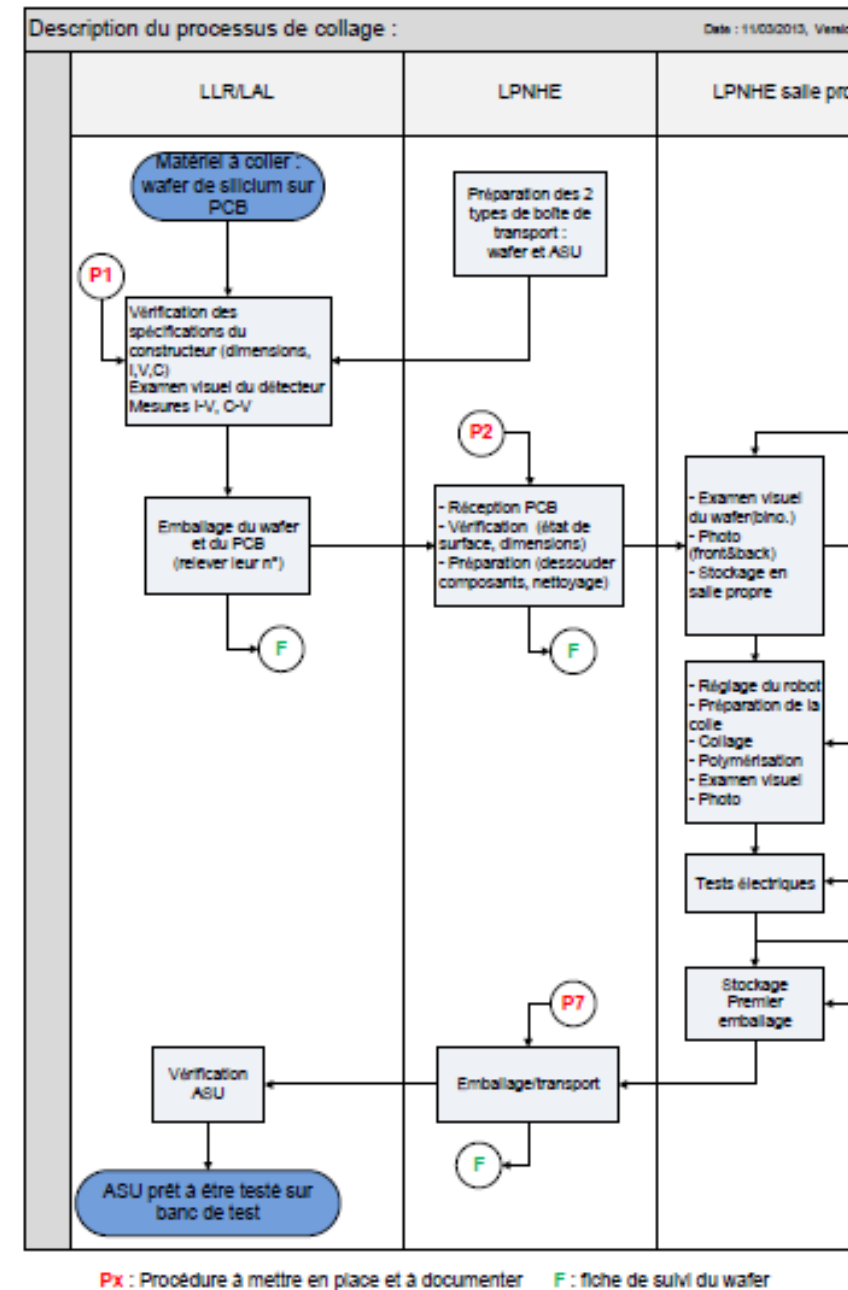 Description du processus de collage :
Date : 11/03/2013, Versio
LLR/LAL
LPNHE
LPNHE salle pro
Matériel à coller :
wafer de silicium sur
PCB
Préparation des 2
types de boîte de
transport :
wafer et ASU
P1
Vérification des
spécifications du
constructeur (dimensions,
I,V,C)
Examen visuel du détecteur
Mesures I-V, C-V
P2
Emballage du wafer
et du PCB
(relever leur n°)
- Réception PCB
- Vérification (état de
surface, dimensions)
- Préparation (dessouder
composants, nettoyage)
- Examen visuel
du wafer(bino.)
- Photo
(front&back)
- Stockage en
salle propre
F
F
- Réglage du robot
- Préparation de la
colle
- Collage
- Polymérisation
- Examen visuel
- Photo
Tests électriques
Stockage
Premier
emballage
P7
Vérification
ASU
Emballage/transport
F
ASU prêt à être testé sur
banc de test
Px : Procédure à mettre en place et à documenter
F : fiche de suivi du wafer